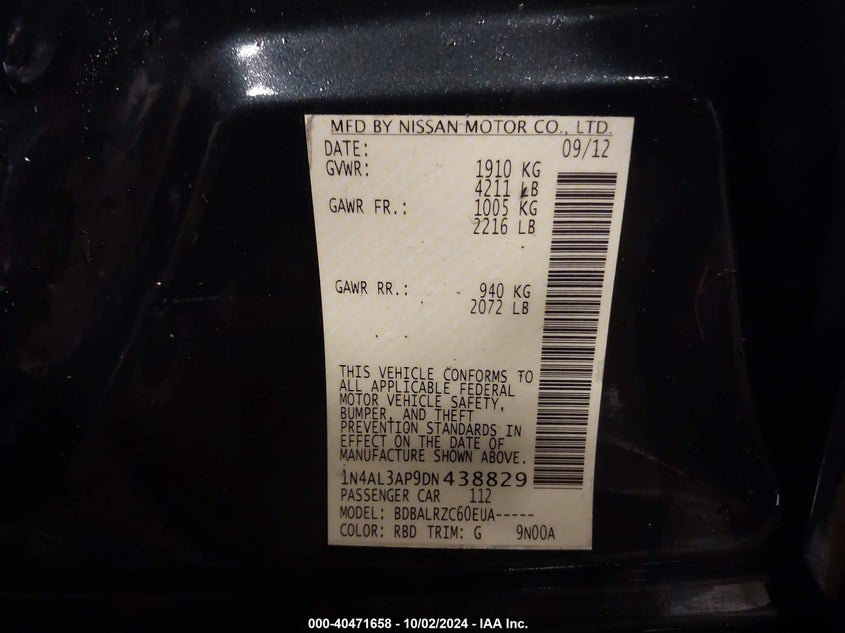 MFD BY NISSAN MOTOR CO., LTD.
DATE: 09/12
GVWR: 1910 KG
4211 LB
GAWR FR.: 1005 KG
2216 LB
GAWR RR.: 940 KG
2072 LB
THIS VEHICLE CONFORMS TO
ALL APPLICABLE FEDERAL
MOTOR VEHICLE SAFETY,
BUMPER, AND THEFT
PREVENTION STANDARDS IN
EFFECT ON THE DATE OF
MANUFACTURE SHOWN ABOVE.
1N4AL3AP9DN438829
PASSENGER CAR 112
MODEL: BDBALRZC60EUA-----
COLOR: RBD TRIM: G 9N00A
000-40471658 - 10/02/2024 - IAA Inc.